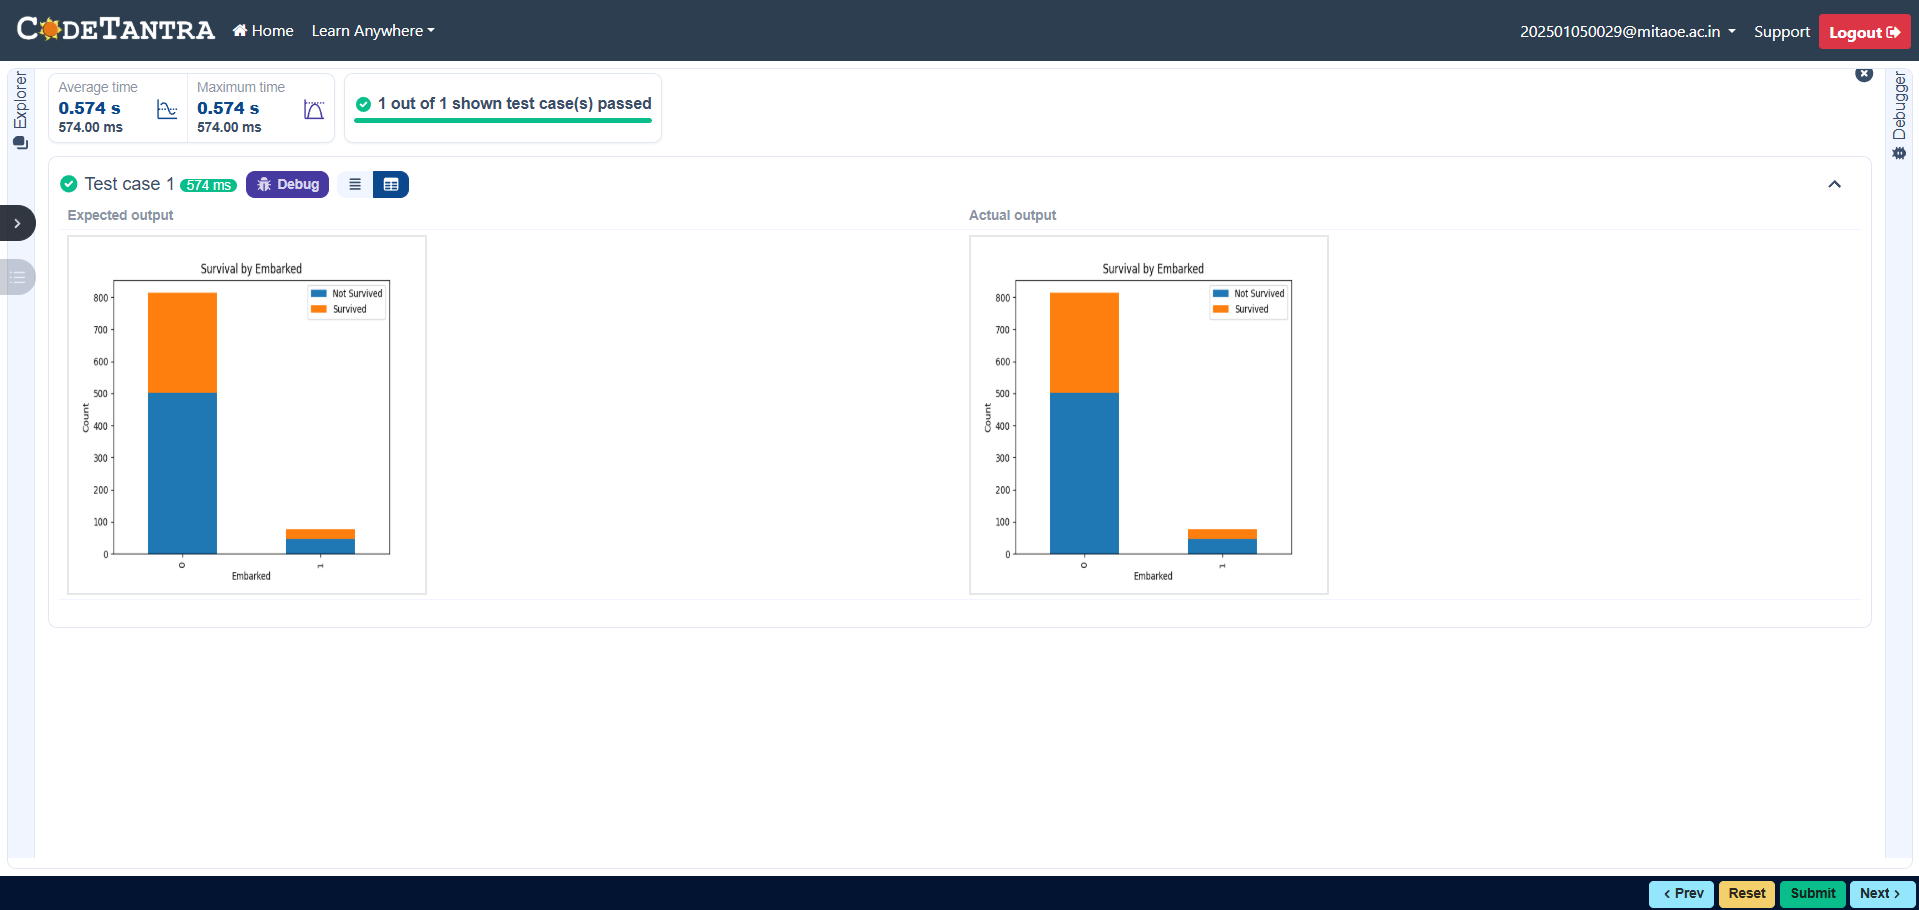 CODETANTRA Home Learn Anywhere 202501050029@mitaoe.ac.in Support Logout
Explorer
Debugger
Average time
0.574 s
574.00 ms
Maximum time
0.574 s
574.00 ms
1 out of 1 shown test case(s) passed
Test case 1 574 ms Debug
Expected output
Actual output
Survival by Embarked
Not Survived
Survived
800
700
600
500
400
300
200
100
0
Count
0 1
Embarked
Survival by Embarked
Not Survived
Survived
800
700
600
500
400
300
200
100
0
Count
0 1
Embarked
Prev Reset Submit Next